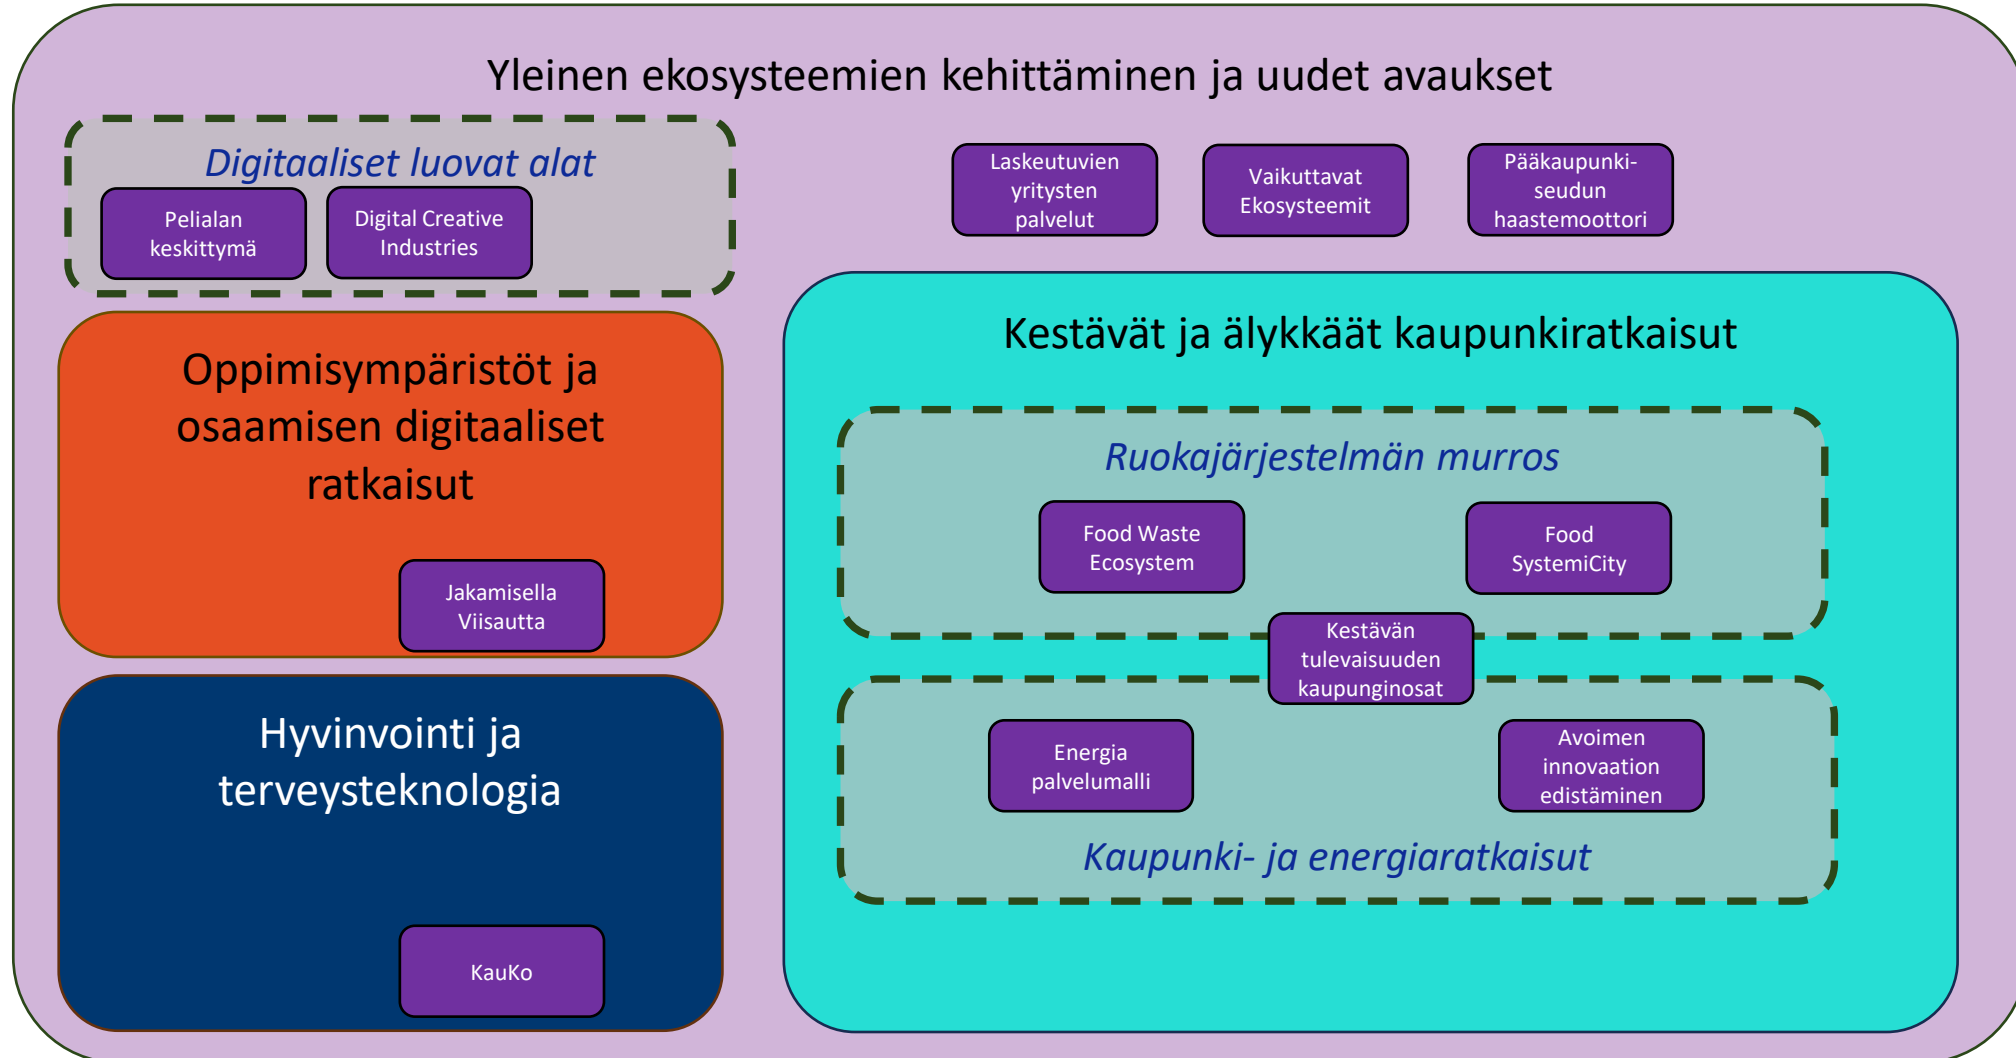 Yleinen ekosysteemien kehittäminen ja uudet avaukset
Digitaaliset luovat alat
Pelialan
keskittymä
Digital Creative
Industries
Laskeutuvien
yritysten
palvelut
Vaikuttavat
Ekosysteemit
Pääkaupunki-
seudun
haastemoottori
Oppimisympäristöt ja
osaamisen digitaaliset
ratkaisut
Jakamisella
Viisautta
Hyvinvointi ja
terveysteknologia
KauKo
Kestävät ja älykkäät kaupunkiratkaisut
Ruokajärjestelmän murros
Food Waste
Ecosystem
Food
SystemiCity
Kestävän
tulevaisuuden
kaupunginosat
Energia
palvelumalli
Avoimen
innovaation
edistäminen
Kaupunki- ja energiaratkaisut